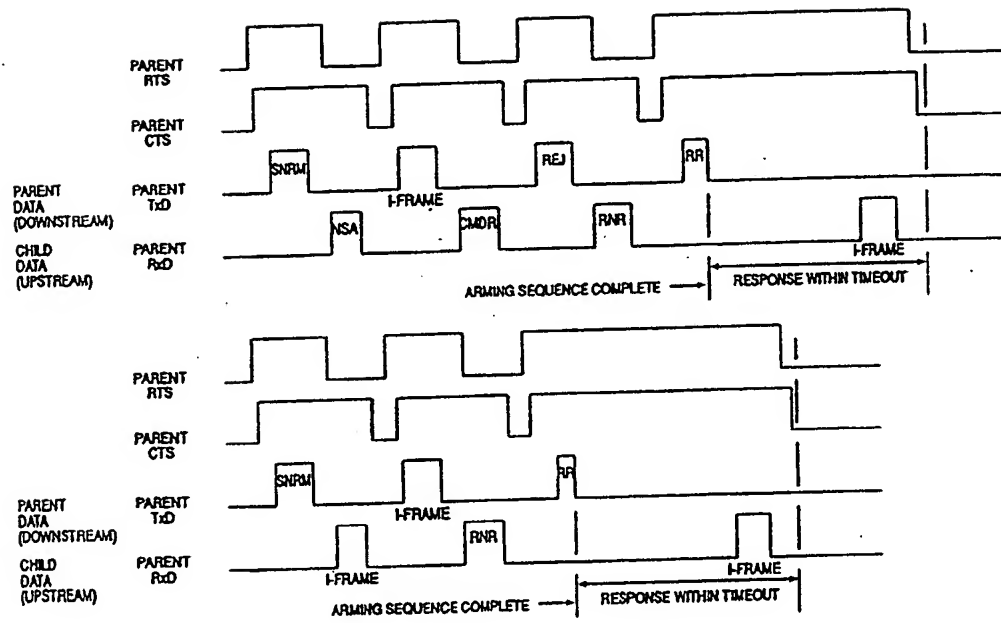 PARENT
RTS
PARENT
CTS
SNRM
REJ
RR
PARENT
DATA
(DOWNSTREAM)
PARENT
TxD
I-FRAME
NSA
CMDR
RNR
CHILD
DATA
(UPSTREAM)
PARENT
RxD
I-FRAME
ARMING SEQUENCE COMPLETE
RESPONSE WITHIN TIMEOUT
PARENT
RTS
PARENT
CTS
SNRM
RR
PARENT
DATA
(DOWNSTREAM)
PARENT
TxD
I-FRAME
RNR
CHILD
DATA
(UPSTREAM)
PARENT
RxD
I-FRAME
I-FRAME
ARMING SEQUENCE COMPLETE
RESPONSE WITHIN TIMEOUT